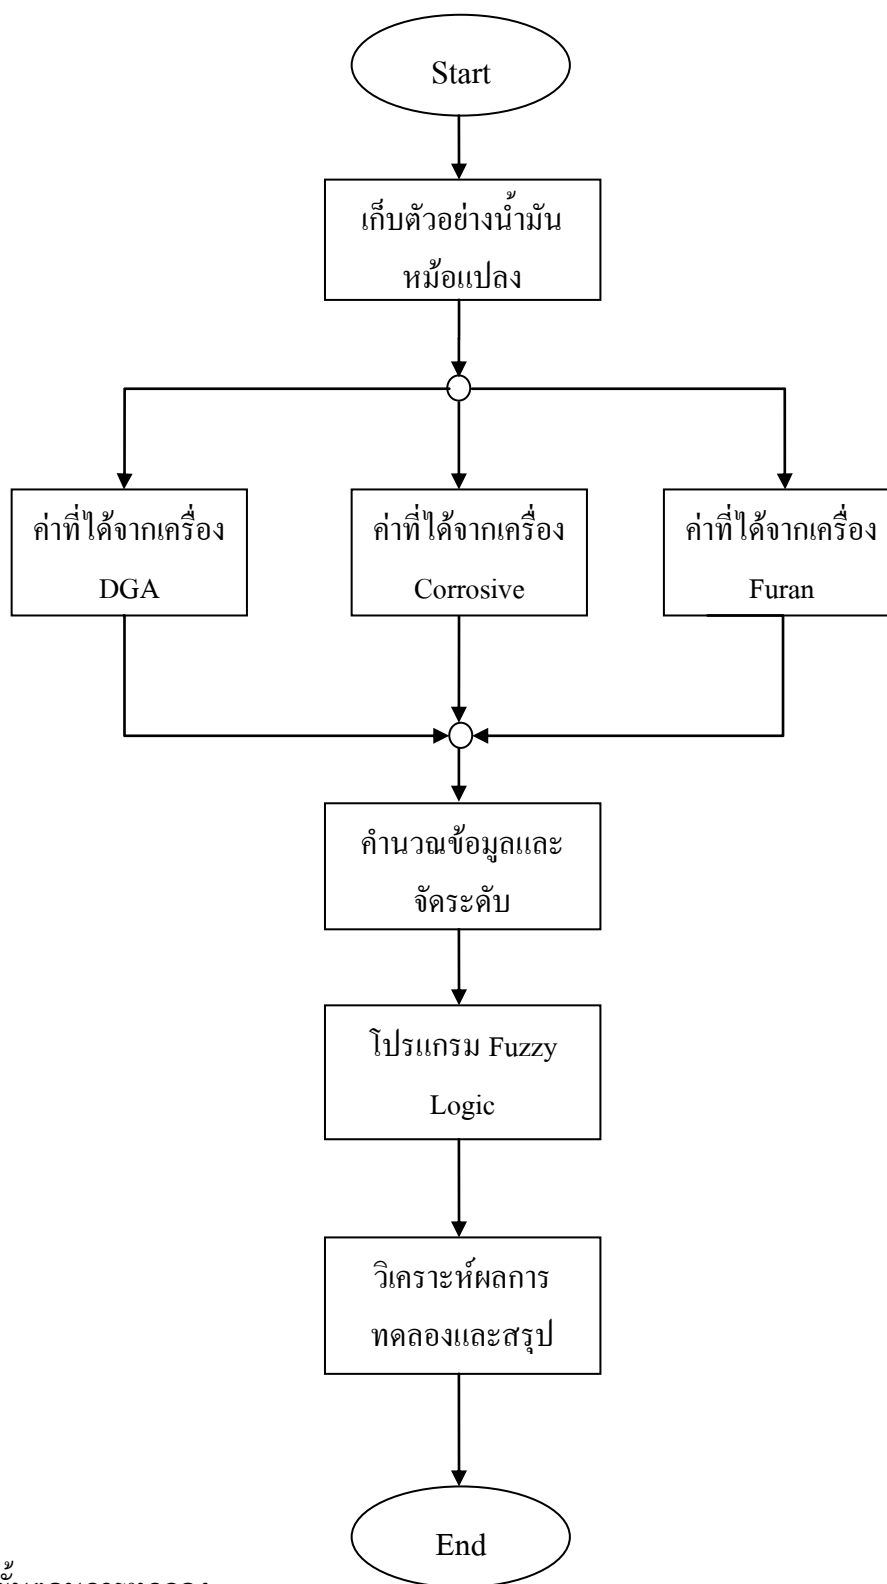 Start
เก็บตัวอย่างน้ำมัน
หม้อแปลง
ค่าที่ได้จากเครื่อง
DGA
ค่าที่ได้จากเครื่อง
Corrosive
ค่าที่ได้จากเครื่อง
Furan
คำนวณข้อมูลและ
จัดระดับ
โปรแกรม Fuzzy
Logic
วิเคราะห์ผลการ
ทดลองและสรุป
End